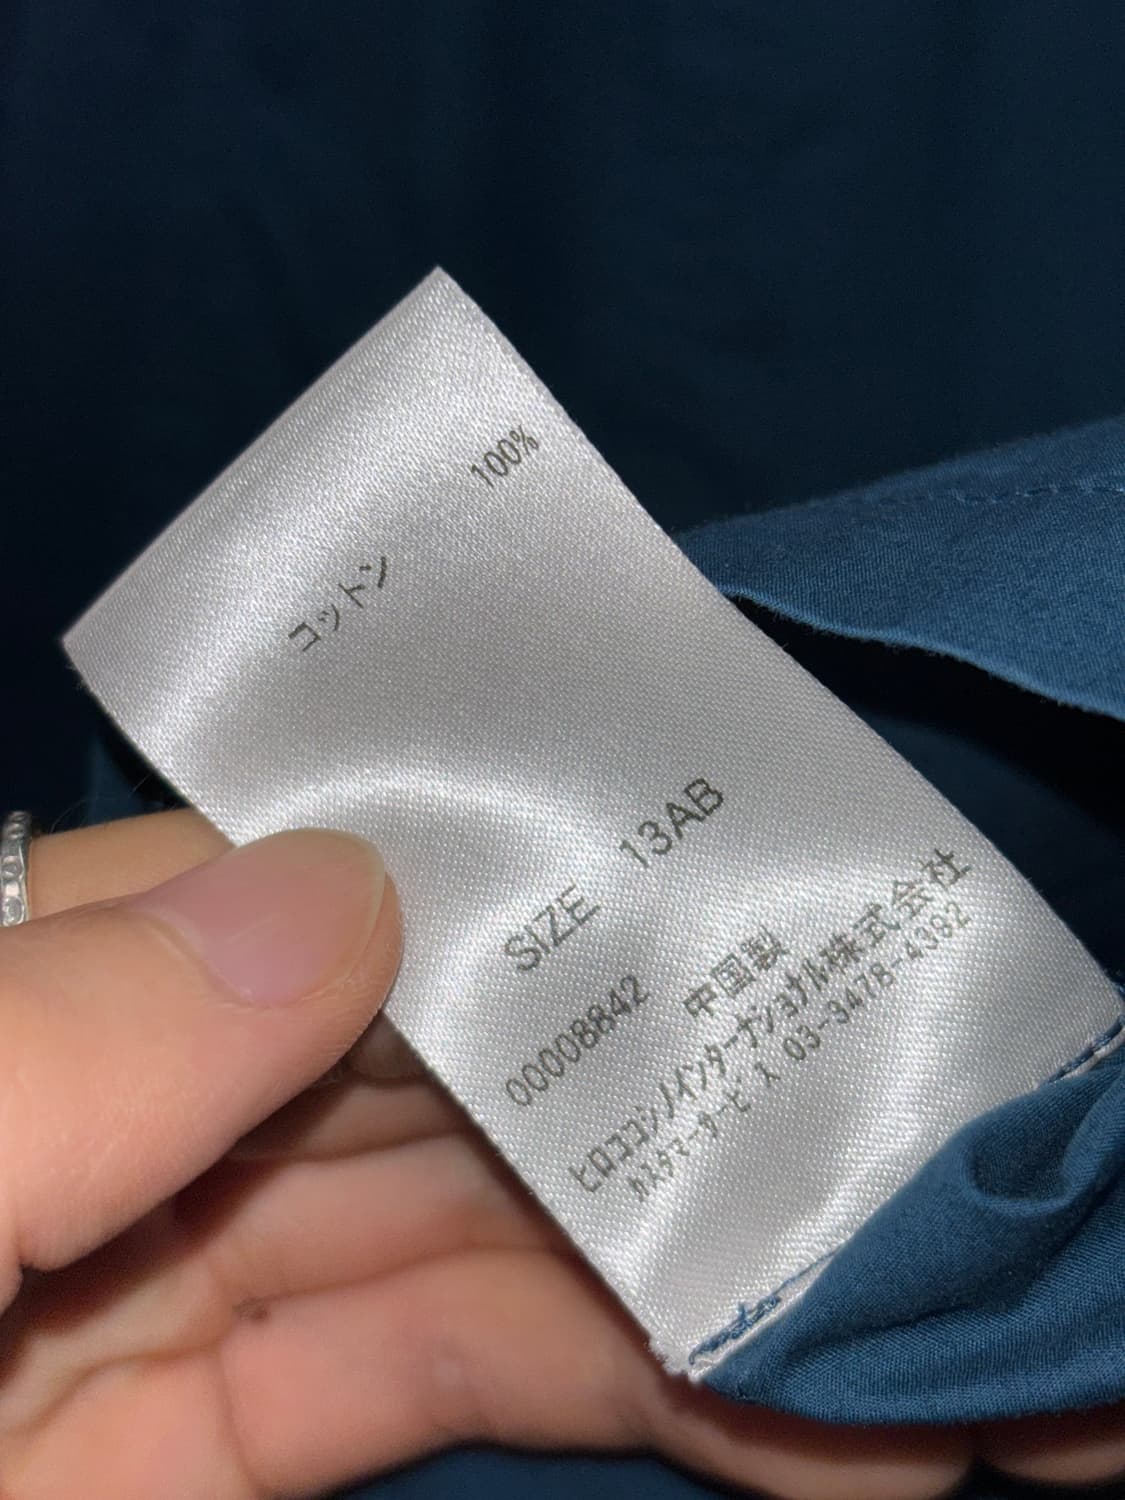 コットン 100%
SIZE 13AB
00008842 中国製
ヒロココシノインターナショナル株式会社
カスタマーサービス 03-3478-4392